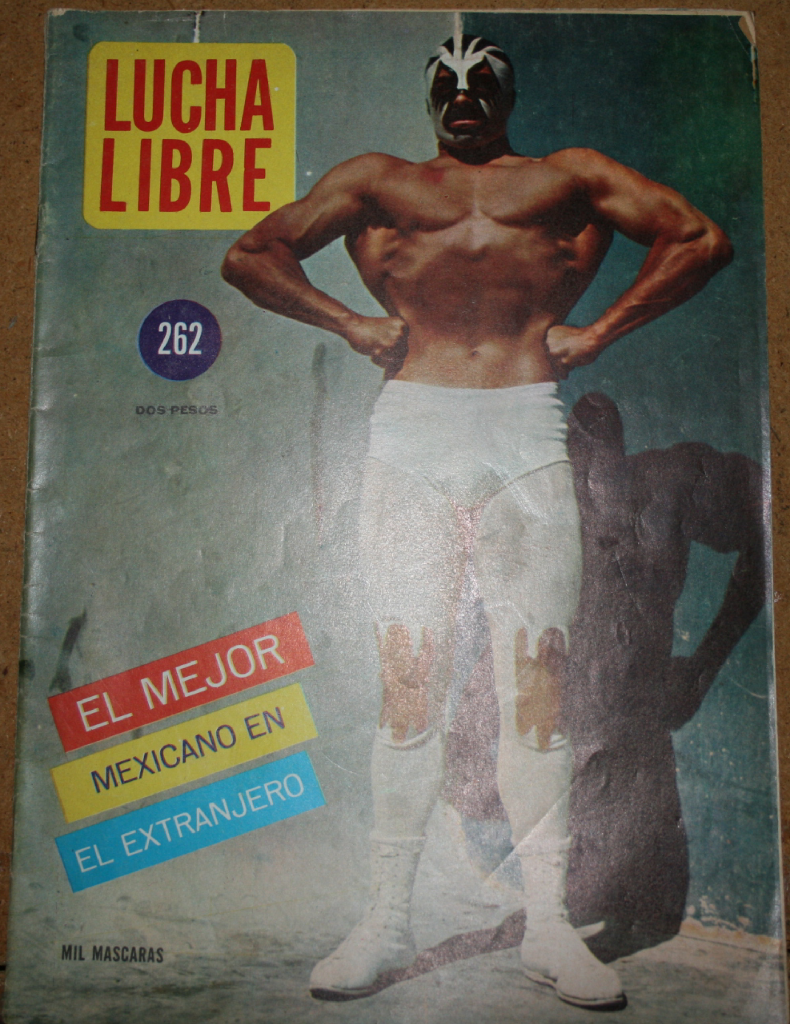 LUCHA
LIBRE
262
DOS PESOS
EL MEJOR
MEXICANO EN
EL EXTRANJERO
MIL MASCARAS